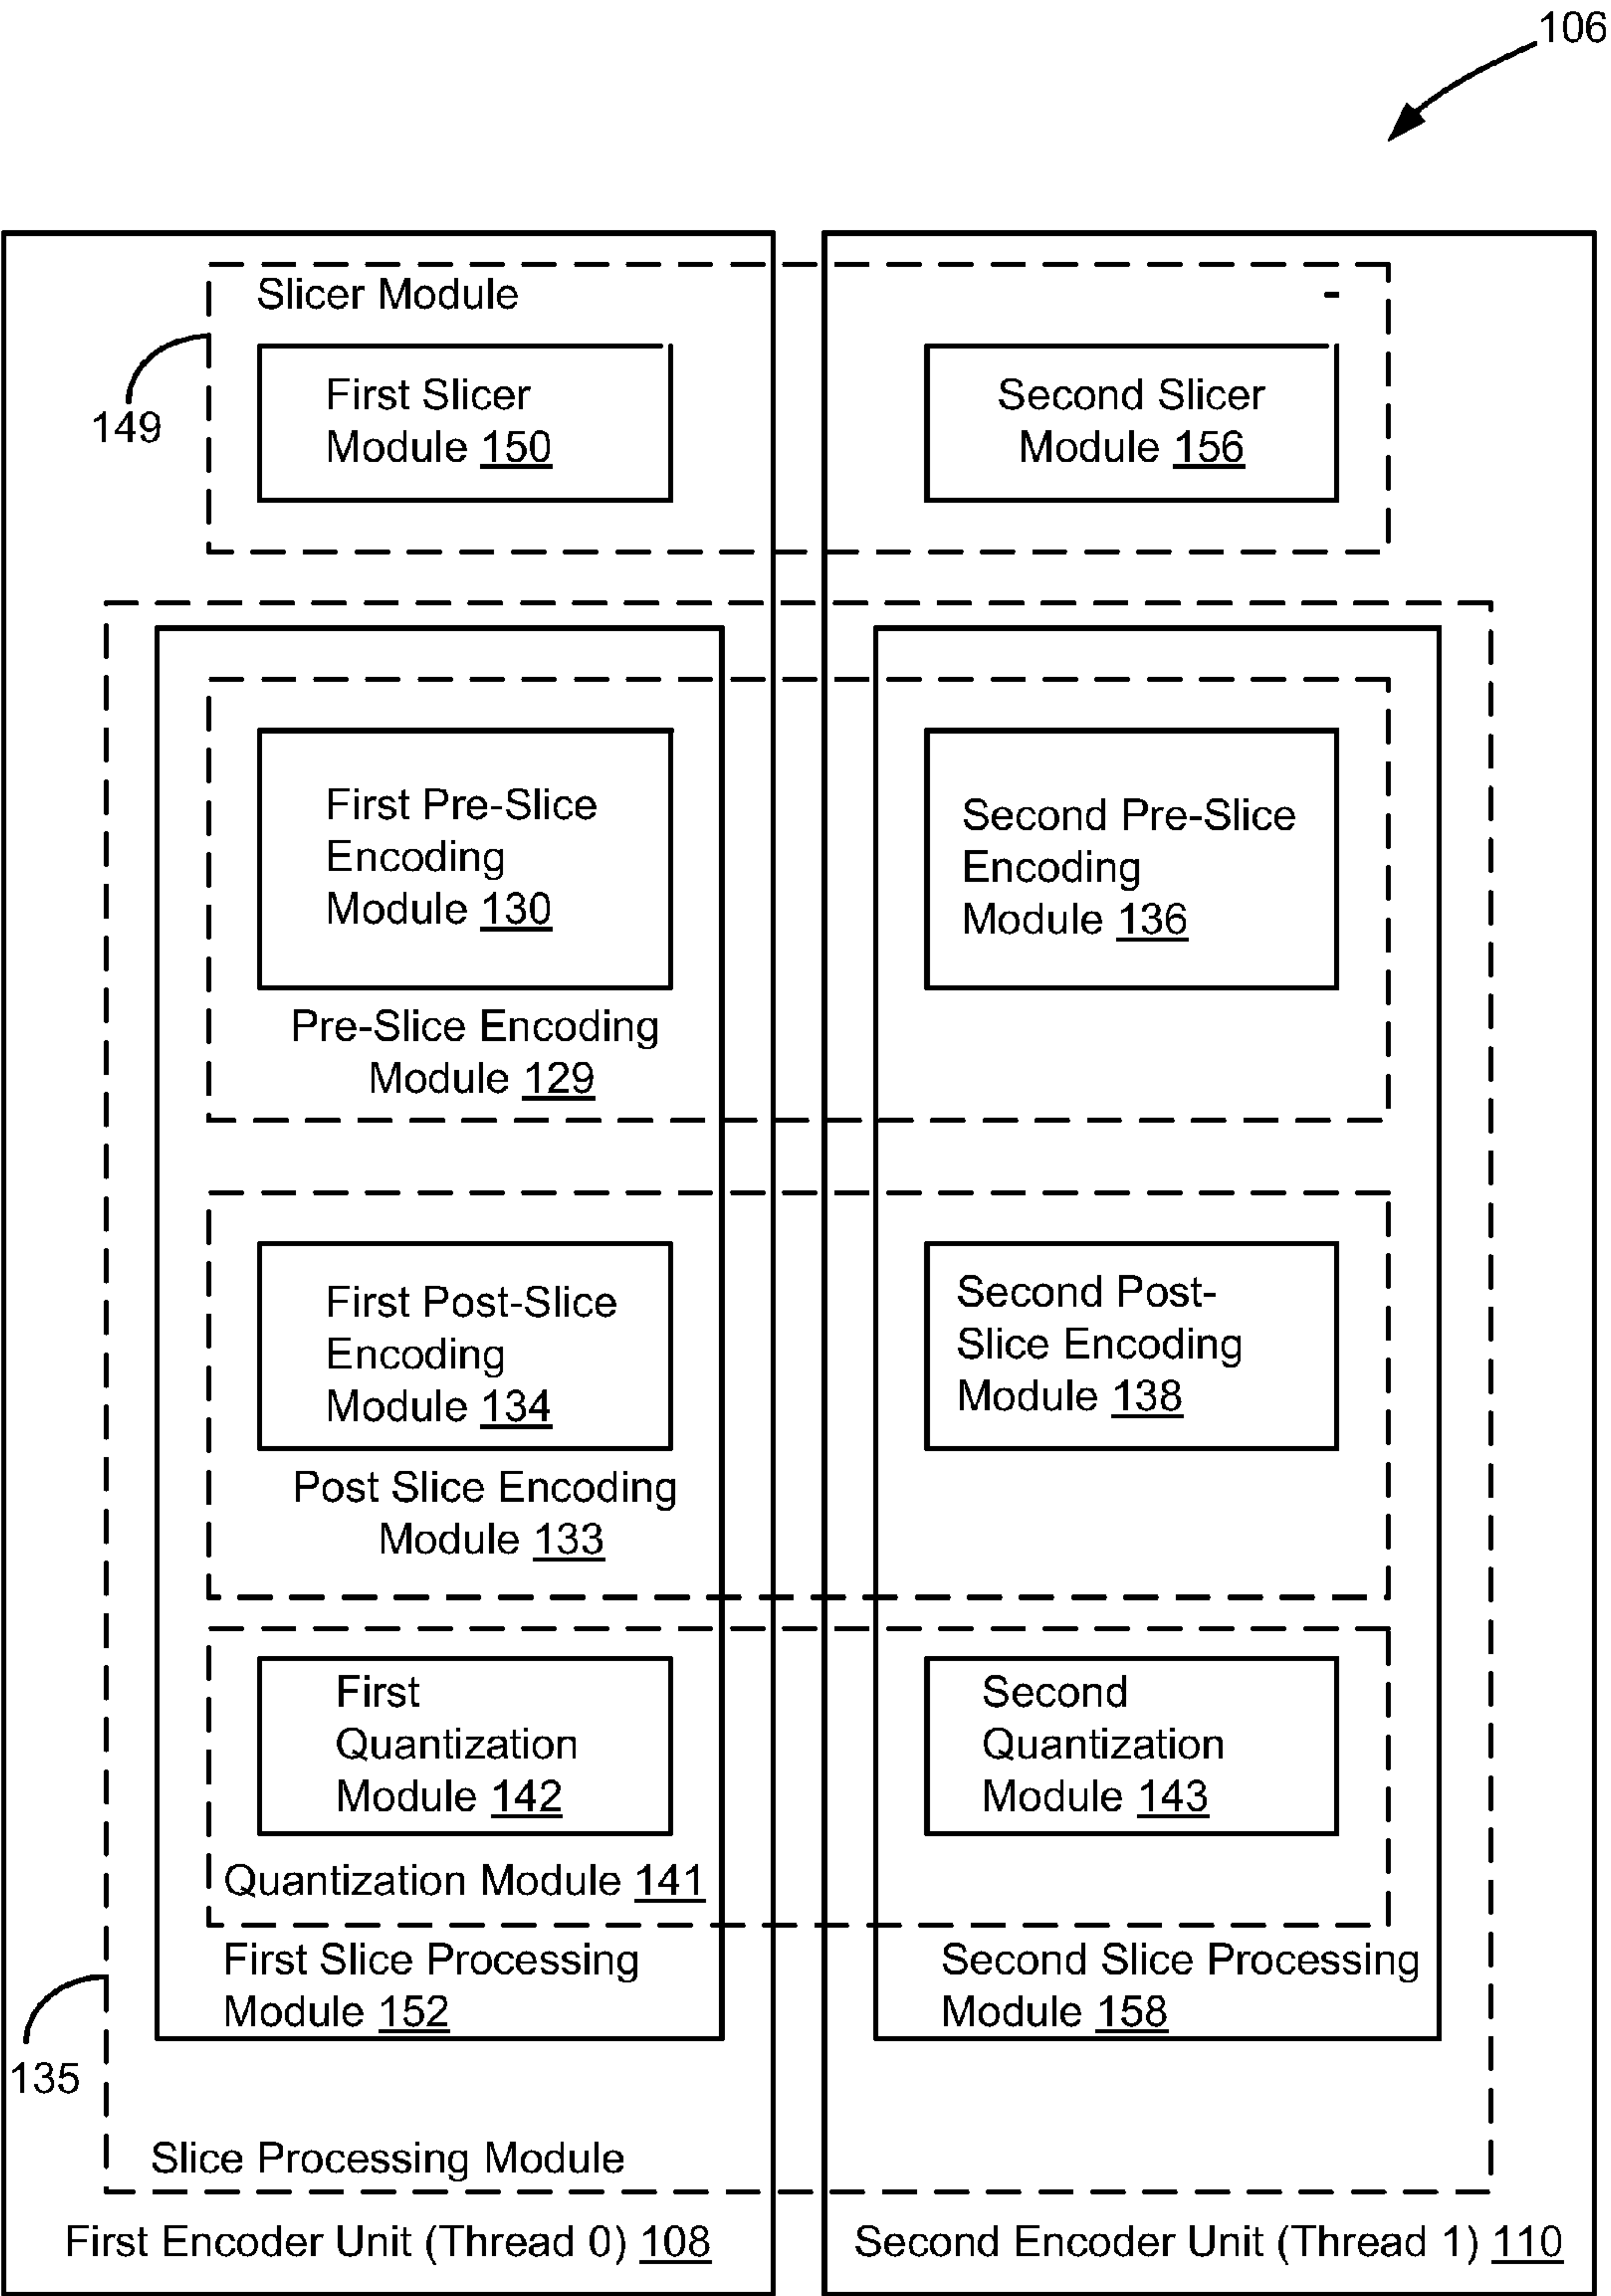 106
Slicer Module
149
First Slicer
Module 150
Second Slicer
Module 156
First Pre-Slice
Encoding
Module 130
Second Pre-Slice
Encoding
Module 136
Pre-Slice Encoding
Module 129
First Post-Slice
Encoding
Module 134
Second Post-
Slice Encoding
Module 138
Post Slice Encoding
Module 133
First
Quantization
Module 142
Second
Quantization
Module 143
Quantization Module 141
First Slice Processing
Module 152
Second Slice Processing
Module 158
135
Slice Processing Module
First Encoder Unit (Thread 0) 108
Second Encoder Unit (Thread 1) 110